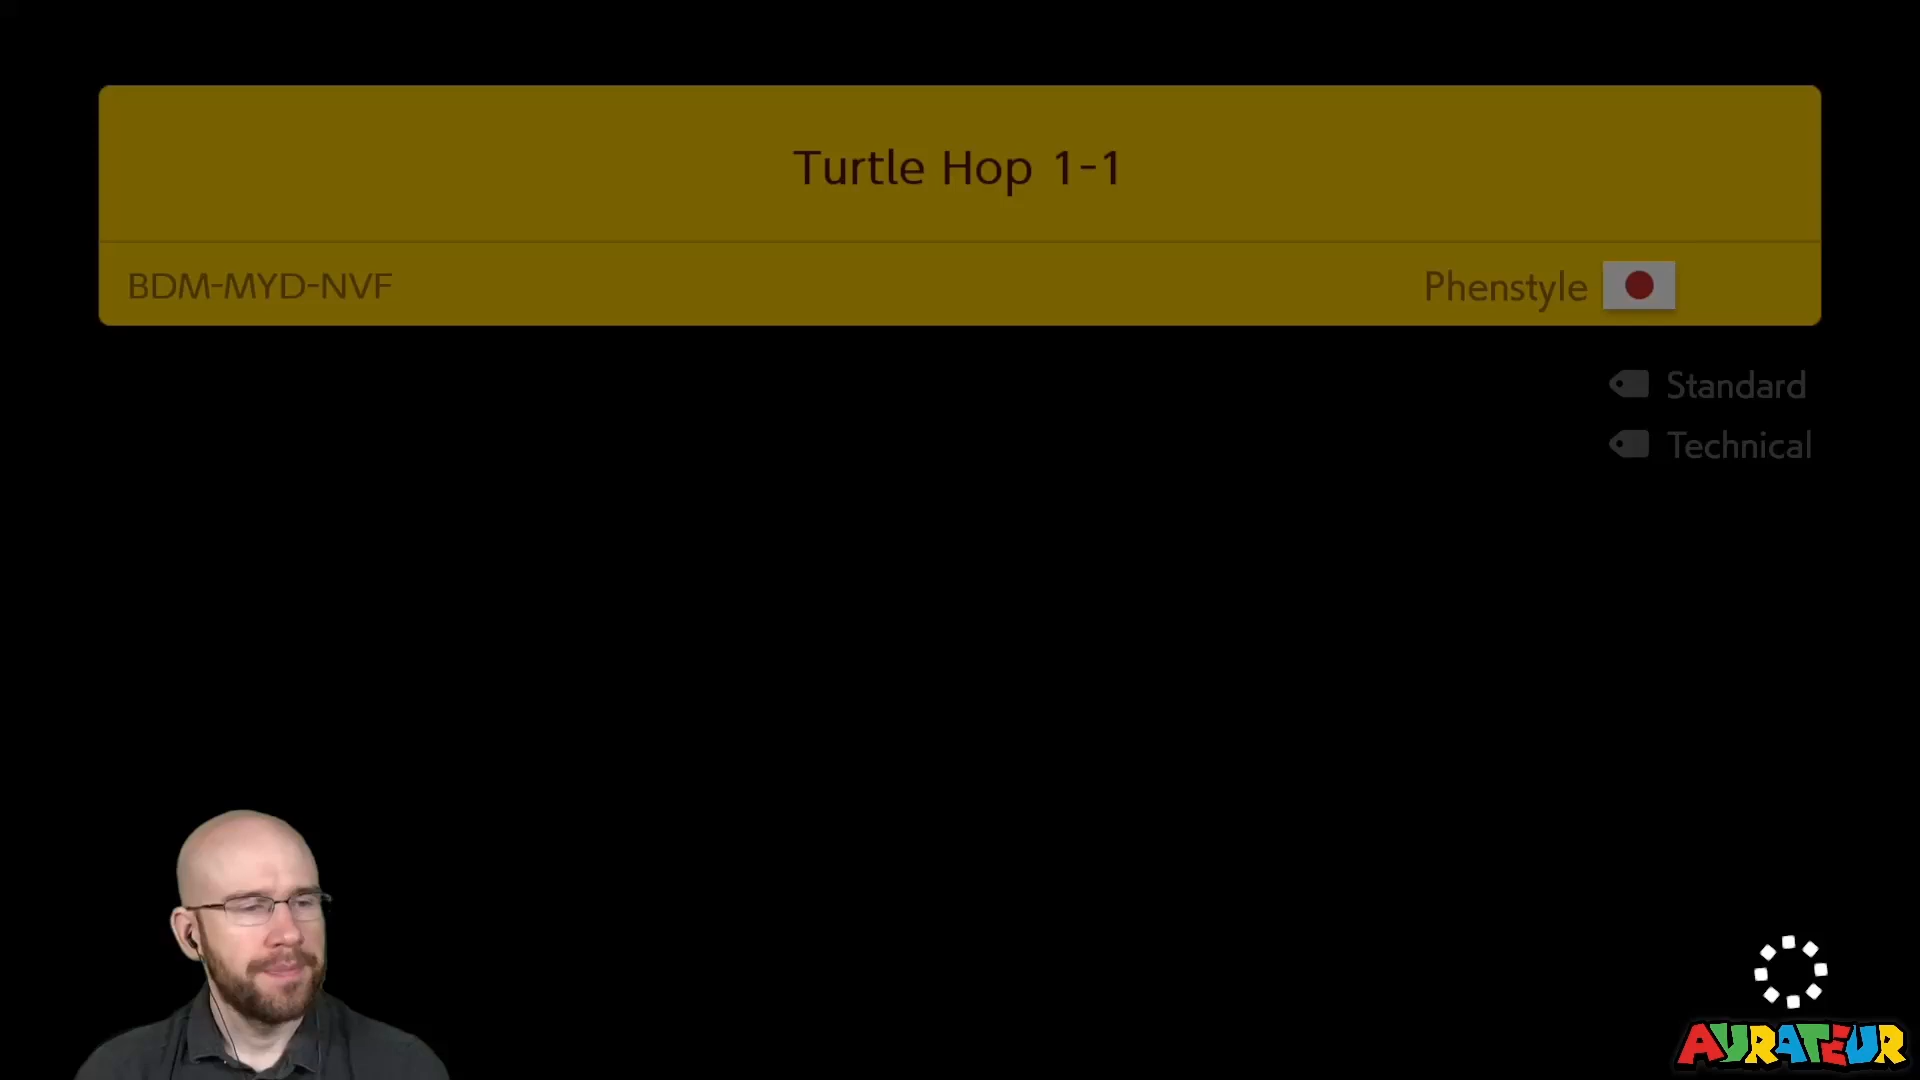 Turtle Hop 1-1
BDM-MYD-NVF
Phenstyle
Standard
Technical
AURATEUR